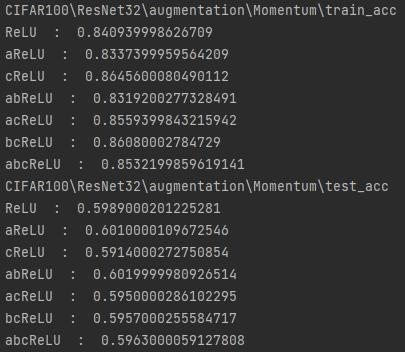 CIFAR100\ResNet32\augmentation\Momentum\train_acc
ReLU  :  0.840939998626709
aReLU  :  0.8337399959564209
cReLU  :  0.8645600080490112
abReLU  :  0.8319200277328491
acReLU  :  0.8559399843215942
bcReLU  :  0.86080002784729
abcReLU  :  0.8532199859619141
CIFAR100\ResNet32\augmentation\Momentum\test_acc
ReLU  :  0.5989000201225281
aReLU  :  0.6010000109672546
cReLU  :  0.5914000272750854
abReLU  :  0.6019999980926514
acReLU  :  0.5950000286102295
bcReLU  :  0.5957000255584717
abcReLU  :  0.5963000059127808